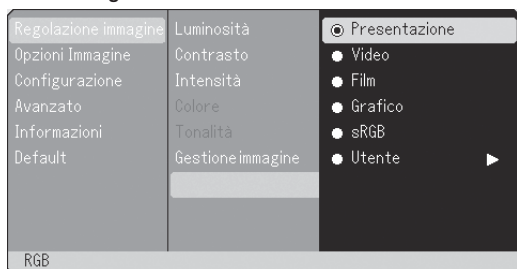 Regolazione immagine
Opzioni Immagine
Configurazione
Avanzato
Informazioni
Default
Luminosità
Contrasto
Intensità
Colore
Tonalità
Gestione immagine
Presentazione
Video
Film
Grafico
sRGB
Utente
RGB